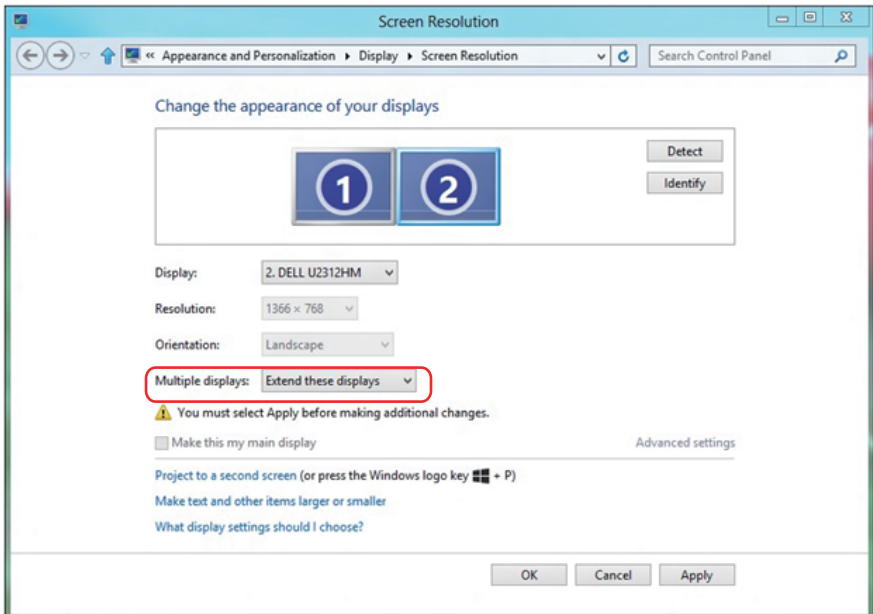 Screen Resolution
« Appearance and Personalization ▸ Display ▸ Screen Resolution Search Control Panel
Change the appearance of your displays
1 2
Detect
Identify
Display: 2. DELL U2312HM
Resolution: 1366 × 768
Orientation: Landscape
Multiple displays: Extend these displays
You must select Apply before making additional changes.
Make this my main display Advanced settings
Project to a second screen (or press the Windows logo key + P)
Make text and other items larger or smaller
What display settings should I choose?
OK Cancel Apply